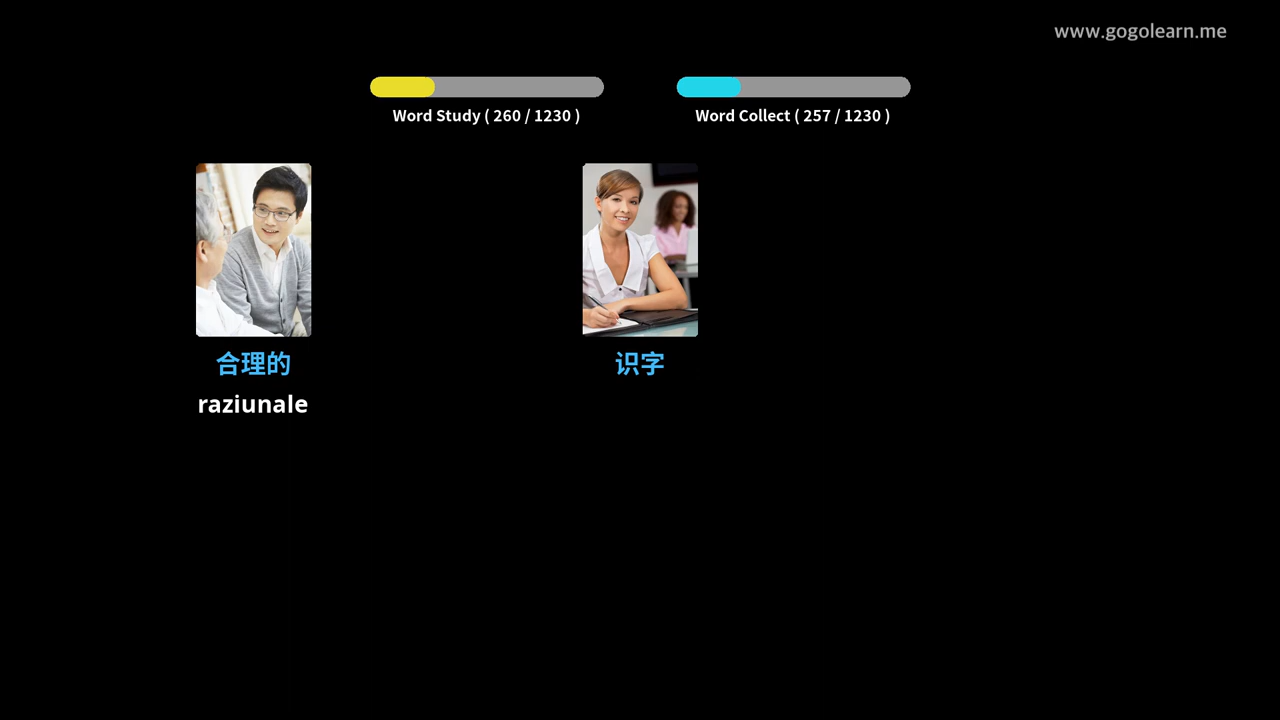 www.gogolearn.me
Word Study ( 260 / 1230 )
Word Collect ( 257 / 1230 )
合理的
识字
raziunale